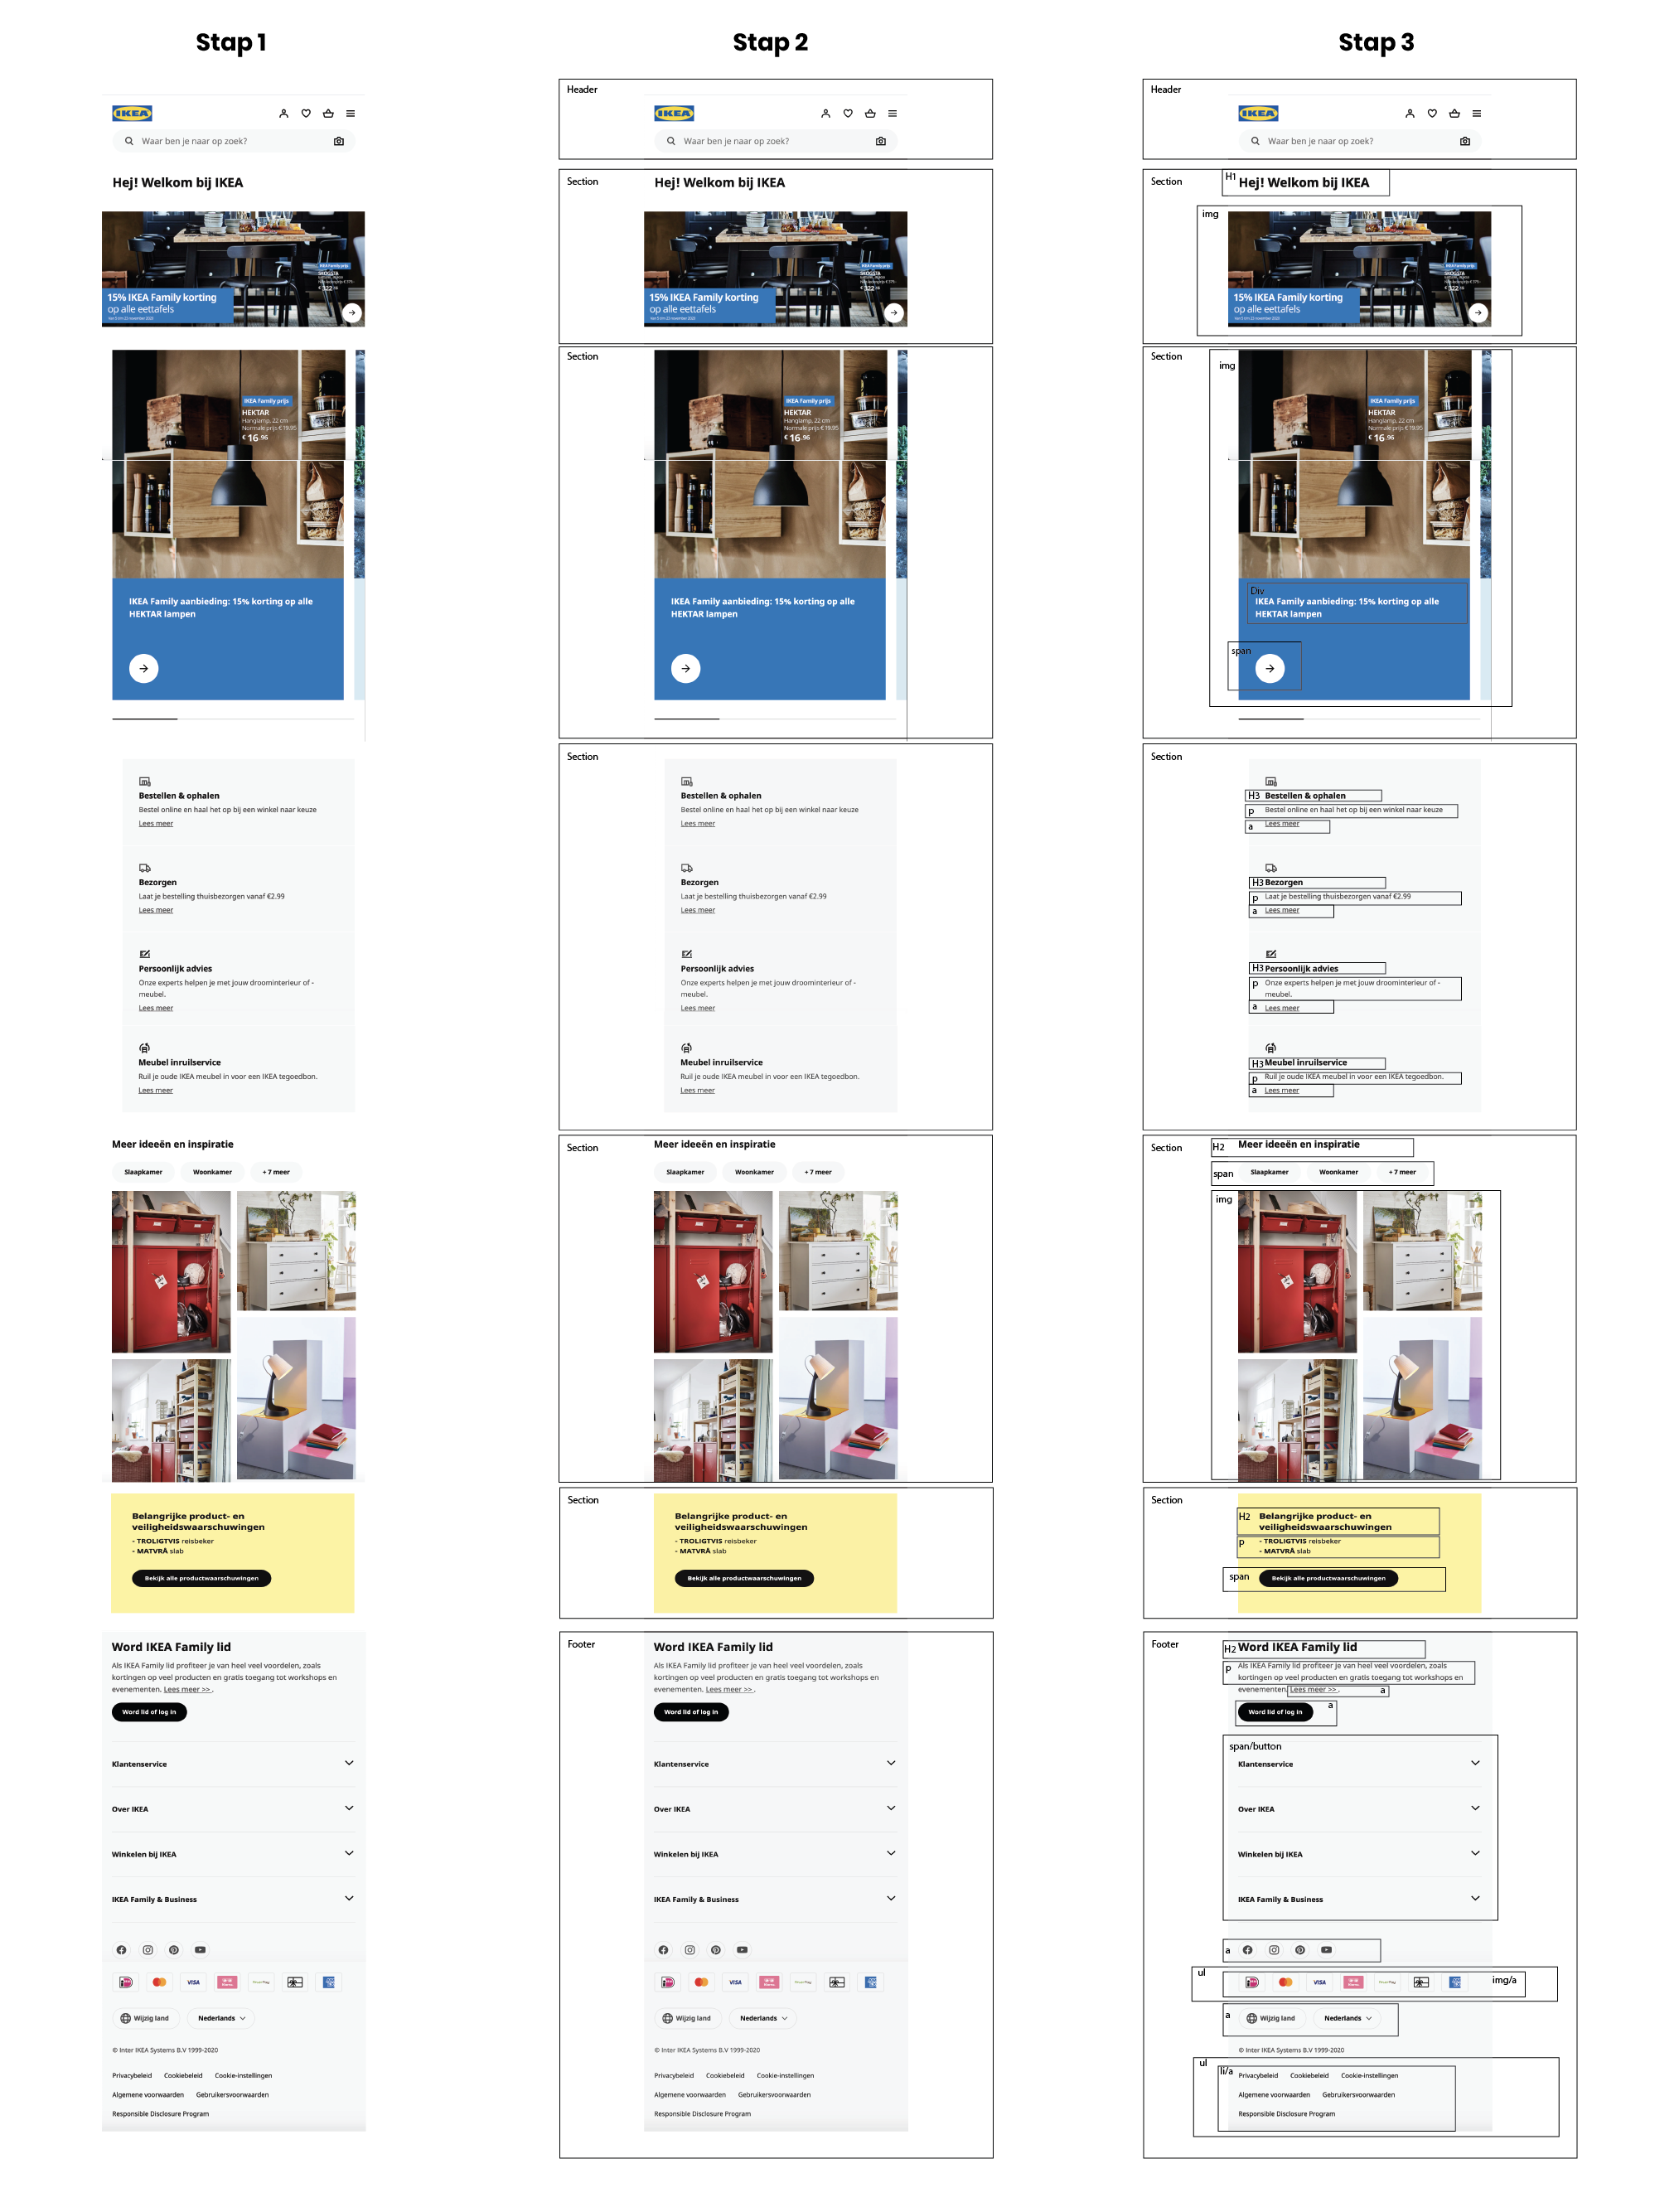 Stap 1
IKEA
Waar ben je naar op zoek?
Hej! Welkom bij IKEA
IKEA Family prijs
SKOGSTA
15% IKEA Family korting
op alle eettafels
IKEA Family prijs
HEKTAR
Hanglamp, 22 cm
Normale prijs €19,95
€ 16.96
IKEA Family aanbieding: 15% korting op alle
HEKTAR lampen
Bestellen & ophalen
Bestel online en haal het op bij een winkel naar keuze
Lees meer
Bezorgen
Laat je bestelling thuisbezorgen vanaf €2.99
Lees meer
Persoonlijk advies
Onze experts helpen je met jouw droominterieur of -
meubel.
Lees meer
Meubel inruilservice
Ruil je oude IKEA meubel in voor een IKEA tegoedbon.
Lees meer
Meer ideeën en inspiratie
Slaapkamer Woonkamer + 7 meer
Belangrijke product- en
veiligheidswaarschuwingen
- TROLIGTVIS reisbeker
- MATVRÅ slab
Bekijk alle productwaarschuwingen
Word IKEA Family lid
Als IKEA Family lid profiteer je van heel veel voordelen, zoals
kortingen op veel producten en gratis toegang tot workshops en
evenementen. Lees meer >> .
Word lid of log in
Klantenservice
Over IKEA
Winkelen bij IKEA
IKEA Family & Business
VISA
Wijzig land Nederlands
© Inter IKEA Systems B.V 1999-2020
Privacybeleid Cookiebeleid Cookie-instellingen
Algemene voorwaarden Gebruikersvoorwaarden
Responsible Disclosure Program
Stap 2
Header
IKEA
Waar ben je naar op zoek?
Section
Hej! Welkom bij IKEA
IKEA Family prijs
SKOGSTA
15% IKEA Family korting
op alle eettafels
Section
IKEA Family prijs
HEKTAR
Hanglamp, 22 cm
Normale prijs €19,95
€ 16.96
IKEA Family aanbieding: 15% korting op alle
HEKTAR lampen
Section
Bestellen & ophalen
Bestel online en haal het op bij een winkel naar keuze
Lees meer
Bezorgen
Laat je bestelling thuisbezorgen vanaf €2.99
Lees meer
Persoonlijk advies
Onze experts helpen je met jouw droominterieur of -
meubel.
Lees meer
Meubel inruilservice
Ruil je oude IKEA meubel in voor een IKEA tegoedbon.
Lees meer
Section
Meer ideeën en inspiratie
Slaapkamer Woonkamer + 7 meer
Section
Belangrijke product- en
veiligheidswaarschuwingen
- TROLIGTVIS reisbeker
- MATVRÅ slab
Bekijk alle productwaarschuwingen
Footer
Word IKEA Family lid
Als IKEA Family lid profiteer je van heel veel voordelen, zoals
kortingen op veel producten en gratis toegang tot workshops en
evenementen. Lees meer >> .
Word lid of log in
Klantenservice
Over IKEA
Winkelen bij IKEA
IKEA Family & Business
VISA
Wijzig land Nederlands
© Inter IKEA Systems B.V 1999-2020
Privacybeleid Cookiebeleid Cookie-instellingen
Algemene voorwaarden Gebruikersvoorwaarden
Responsible Disclosure Program
Stap 3
Header
IKEA
Waar ben je naar op zoek?
Section
H1 Hej! Welkom bij IKEA
img
IKEA Family prijs
SKOGSTA
15% IKEA Family korting
op alle eettafels
Section
img
IKEA Family prijs
HEKTAR
Hanglamp, 22 cm
Normale prijs €19,95
€ 16.96
Div
IKEA Family aanbieding: 15% korting op alle
HEKTAR lampen
span
Section
H3 Bestellen & ophalen
p Bestel online en haal het op bij een winkel naar keuze
a Lees meer
H3 Bezorgen
p Laat je bestelling thuisbezorgen vanaf €2.99
a Lees meer
H3 Persoonlijk advies
p Onze experts helpen je met jouw droominterieur of -
meubel.
a Lees meer
H3 Meubel inruilservice
p Ruil je oude IKEA meubel in voor een IKEA tegoedbon.
a Lees meer
Section
H2 Meer ideeën en inspiratie
span Slaapkamer Woonkamer + 7 meer
img
Section
H2 Belangrijke product- en
veiligheidswaarschuwingen
p - TROLIGTVIS reisbeker
- MATVRÅ slab
span Bekijk alle productwaarschuwingen
Footer
H2 Word IKEA Family lid
p Als IKEA Family lid profiteer je van heel veel voordelen, zoals
kortingen op veel producten en gratis toegang tot workshops en
evenementen. Lees meer >> . a
Word lid of log in a
span/button
Klantenservice
Over IKEA
Winkelen bij IKEA
IKEA Family & Business
a
ul
VISA img/a
a Wijzig land Nederlands
© Inter IKEA Systems B.V 1999-2020
ul
li/a Privacybeleid Cookiebeleid Cookie-instellingen
Algemene voorwaarden Gebruikersvoorwaarden
Responsible Disclosure Program